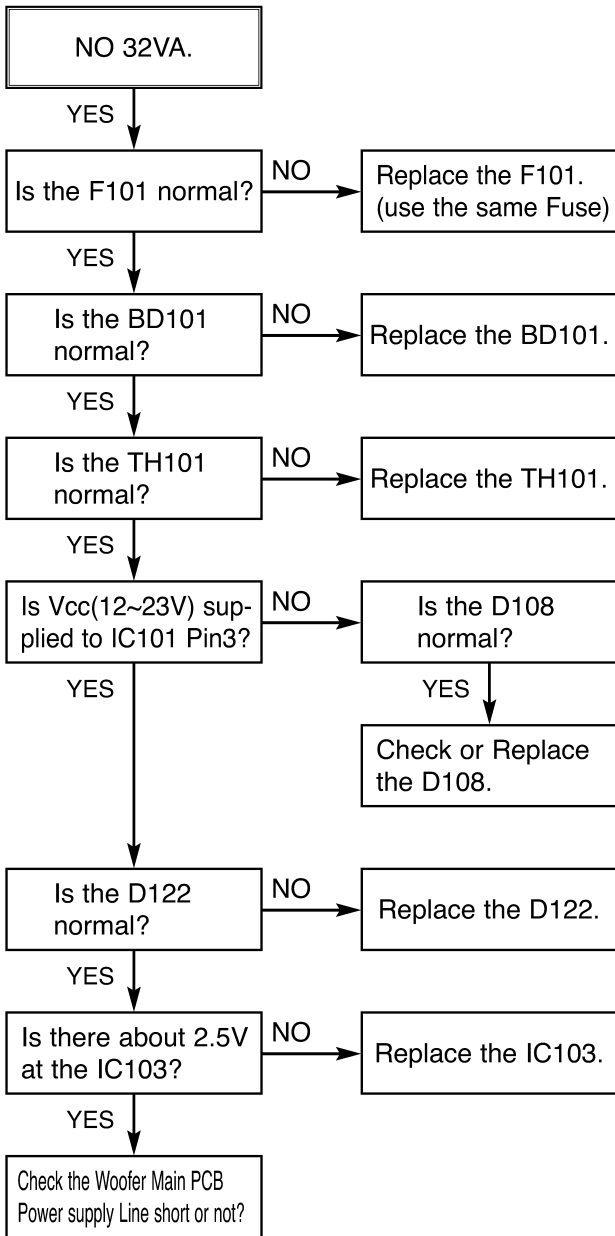 NO 32VA.
YES
Is the F101 normal?
NO
Replace the F101.
(use the same Fuse)
YES
Is the BD101
normal?
NO
Replace the BD101.
YES
Is the TH101
normal?
NO
Replace the TH101.
YES
Is Vcc(12~23V) sup-
plied to IC101 Pin3?
NO
Is the D108
normal?
YES
Check or Replace
the D108.
YES
Is the D122
normal?
NO
Replace the D122.
YES
Is there about 2.5V
at the IC103?
NO
Replace the IC103.
YES
Check the Woofer Main PCB
Power supply Line short or not?